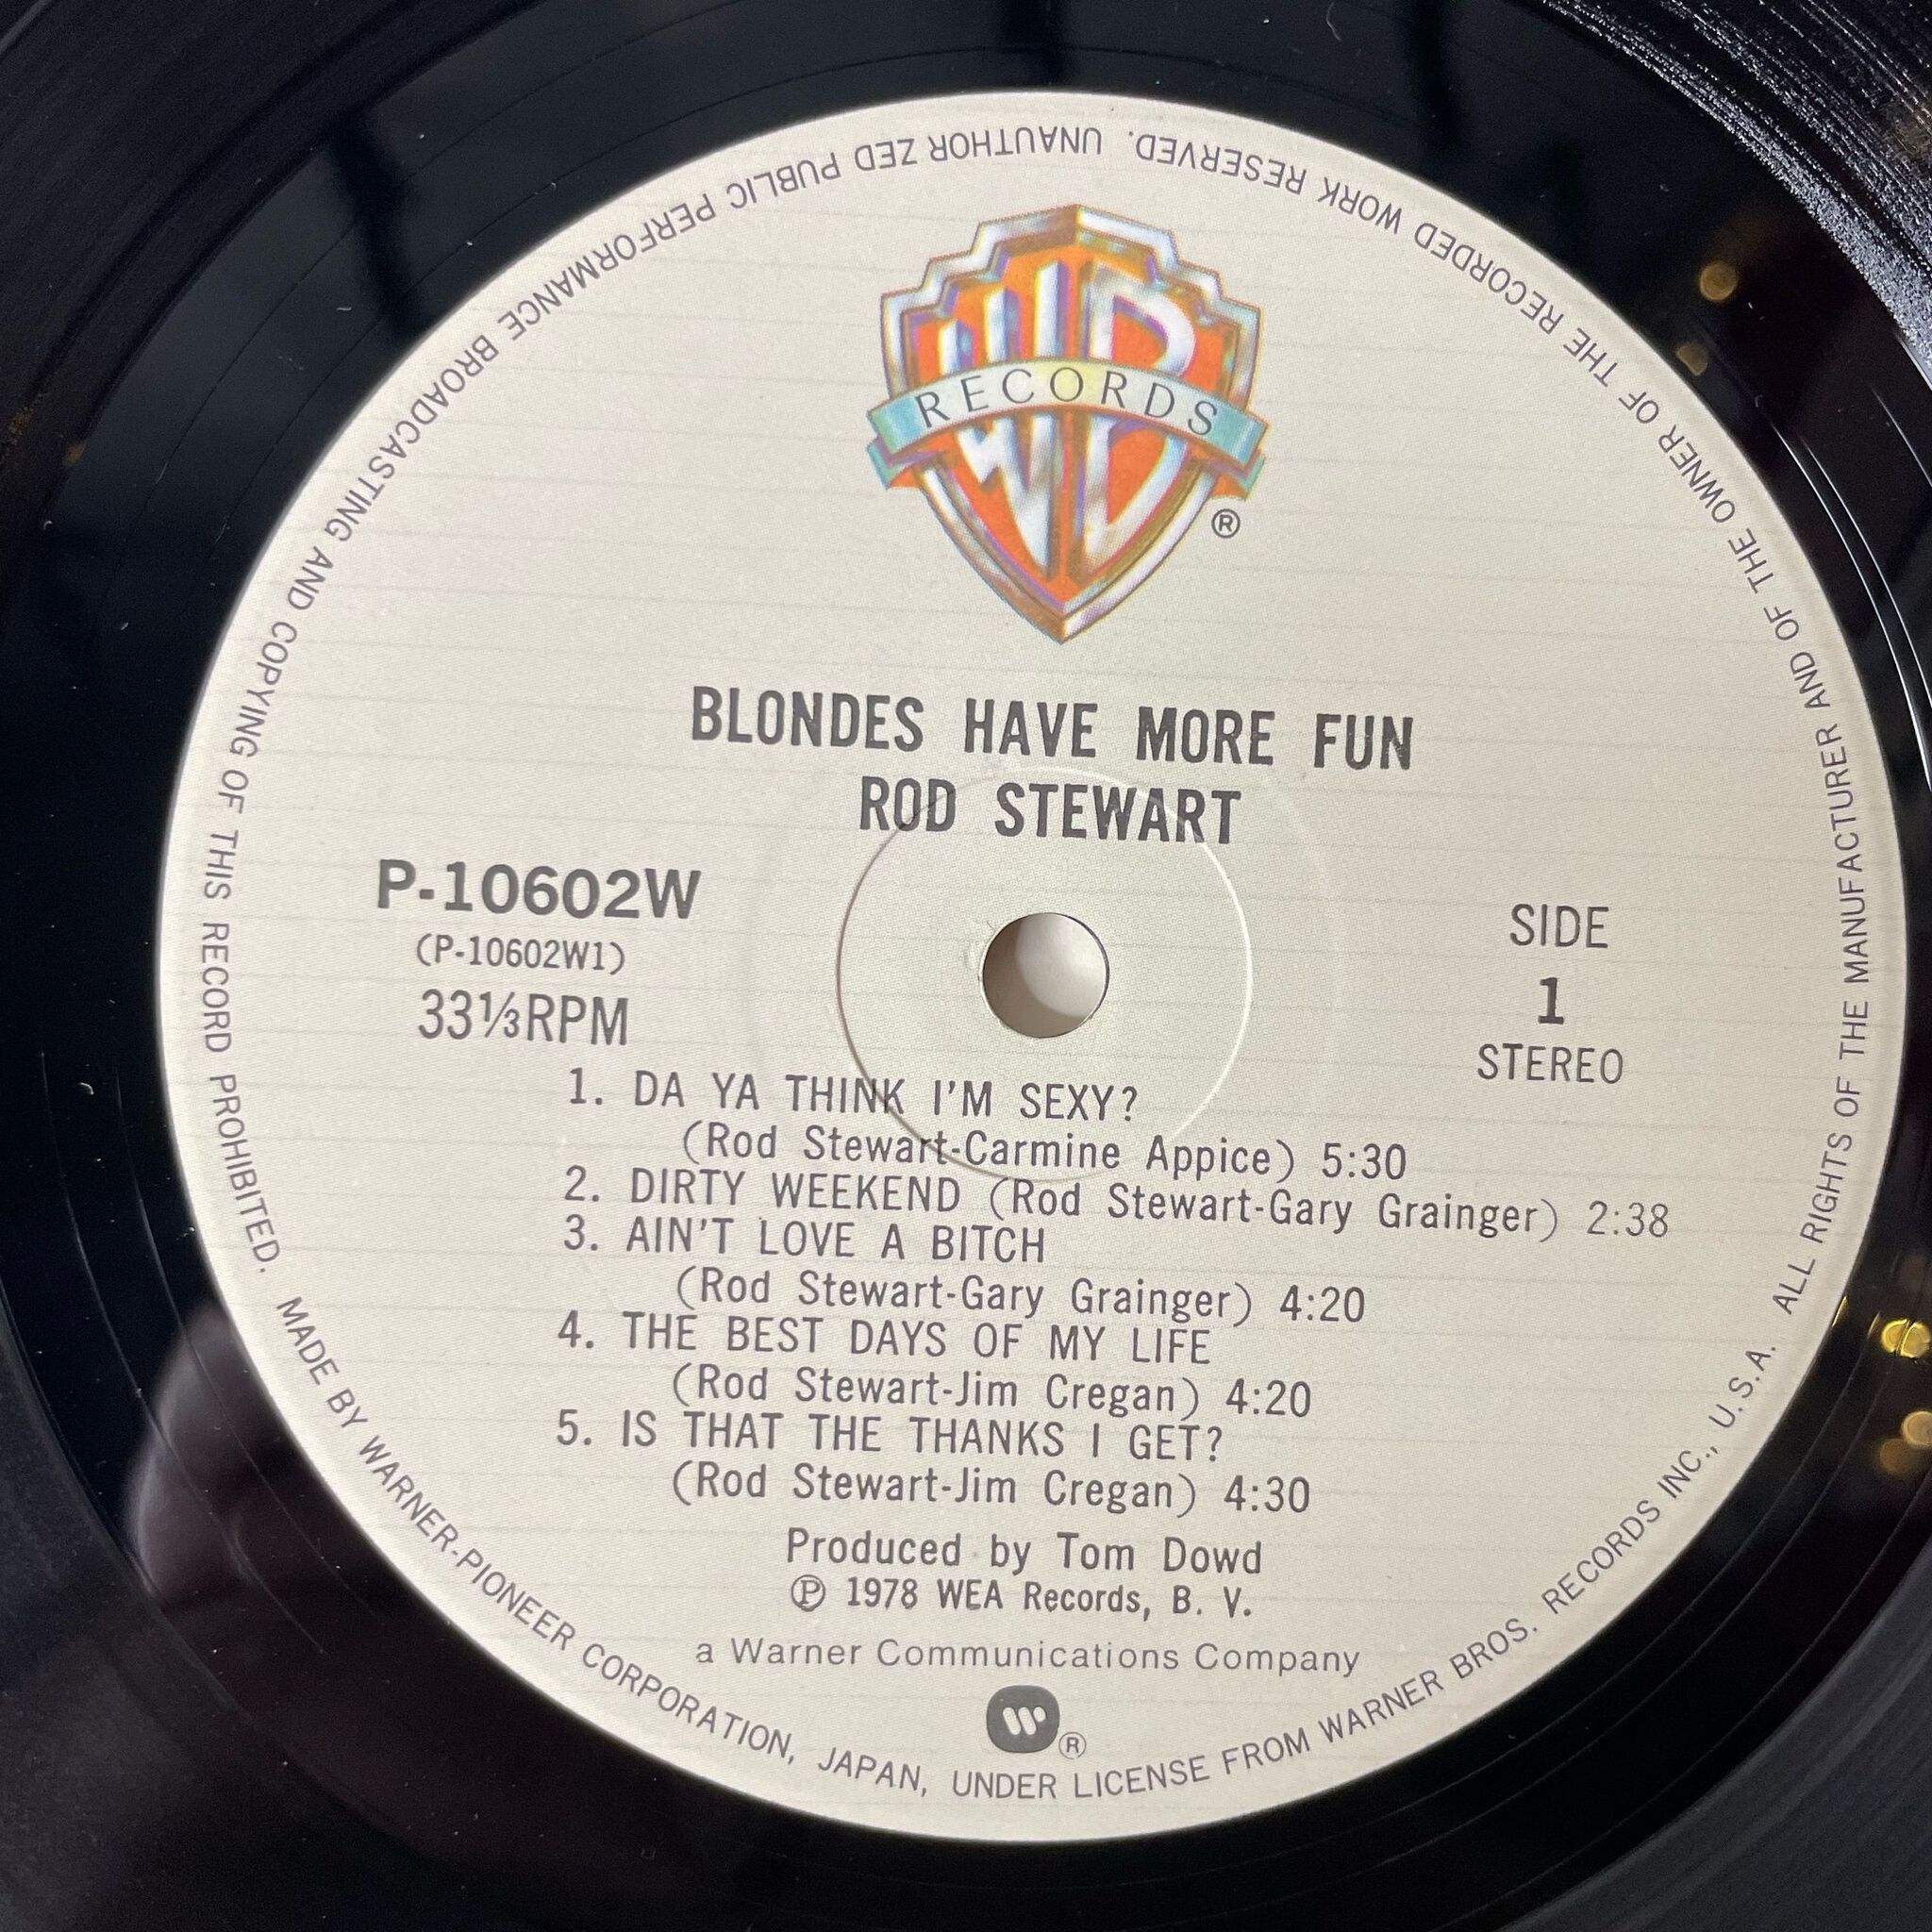 WB
RECORDS
®
BLONDES HAVE MORE FUN
ROD STEWART
P-10602W
(P-10602W1)
33⅓RPM
SIDE
1
STEREO
1. DA YA THINK I'M SEXY?
(Rod Stewart-Carmine Appice) 5:30
2. DIRTY WEEKEND (Rod Stewart-Gary Grainger) 2:38
3. AIN'T LOVE A BITCH
(Rod Stewart-Gary Grainger) 4:20
4. THE BEST DAYS OF MY LIFE
(Rod Stewart-Jim Cregan) 4:20
5. IS THAT THE THANKS I GET?
(Rod Stewart-Jim Cregan) 4:30
Produced by Tom Dowd
℗ 1978 WEA Records, B. V.
a Warner Communications Company
W ®
MADE BY WARNER-PIONEER CORPORATION, JAPAN, UNDER LICENSE FROM WARNER BROS. RECORDS INC., U.S.A. ALL RIGHTS OF THE MANUFACTURER AND OF THE OWNER OF THE RECORDED WORK RESERVED. UNAUTHOR ZED PUBLIC PERFORMANCE BROADCASTING AND COPYING OF THIS RECORD PROHIBITED.